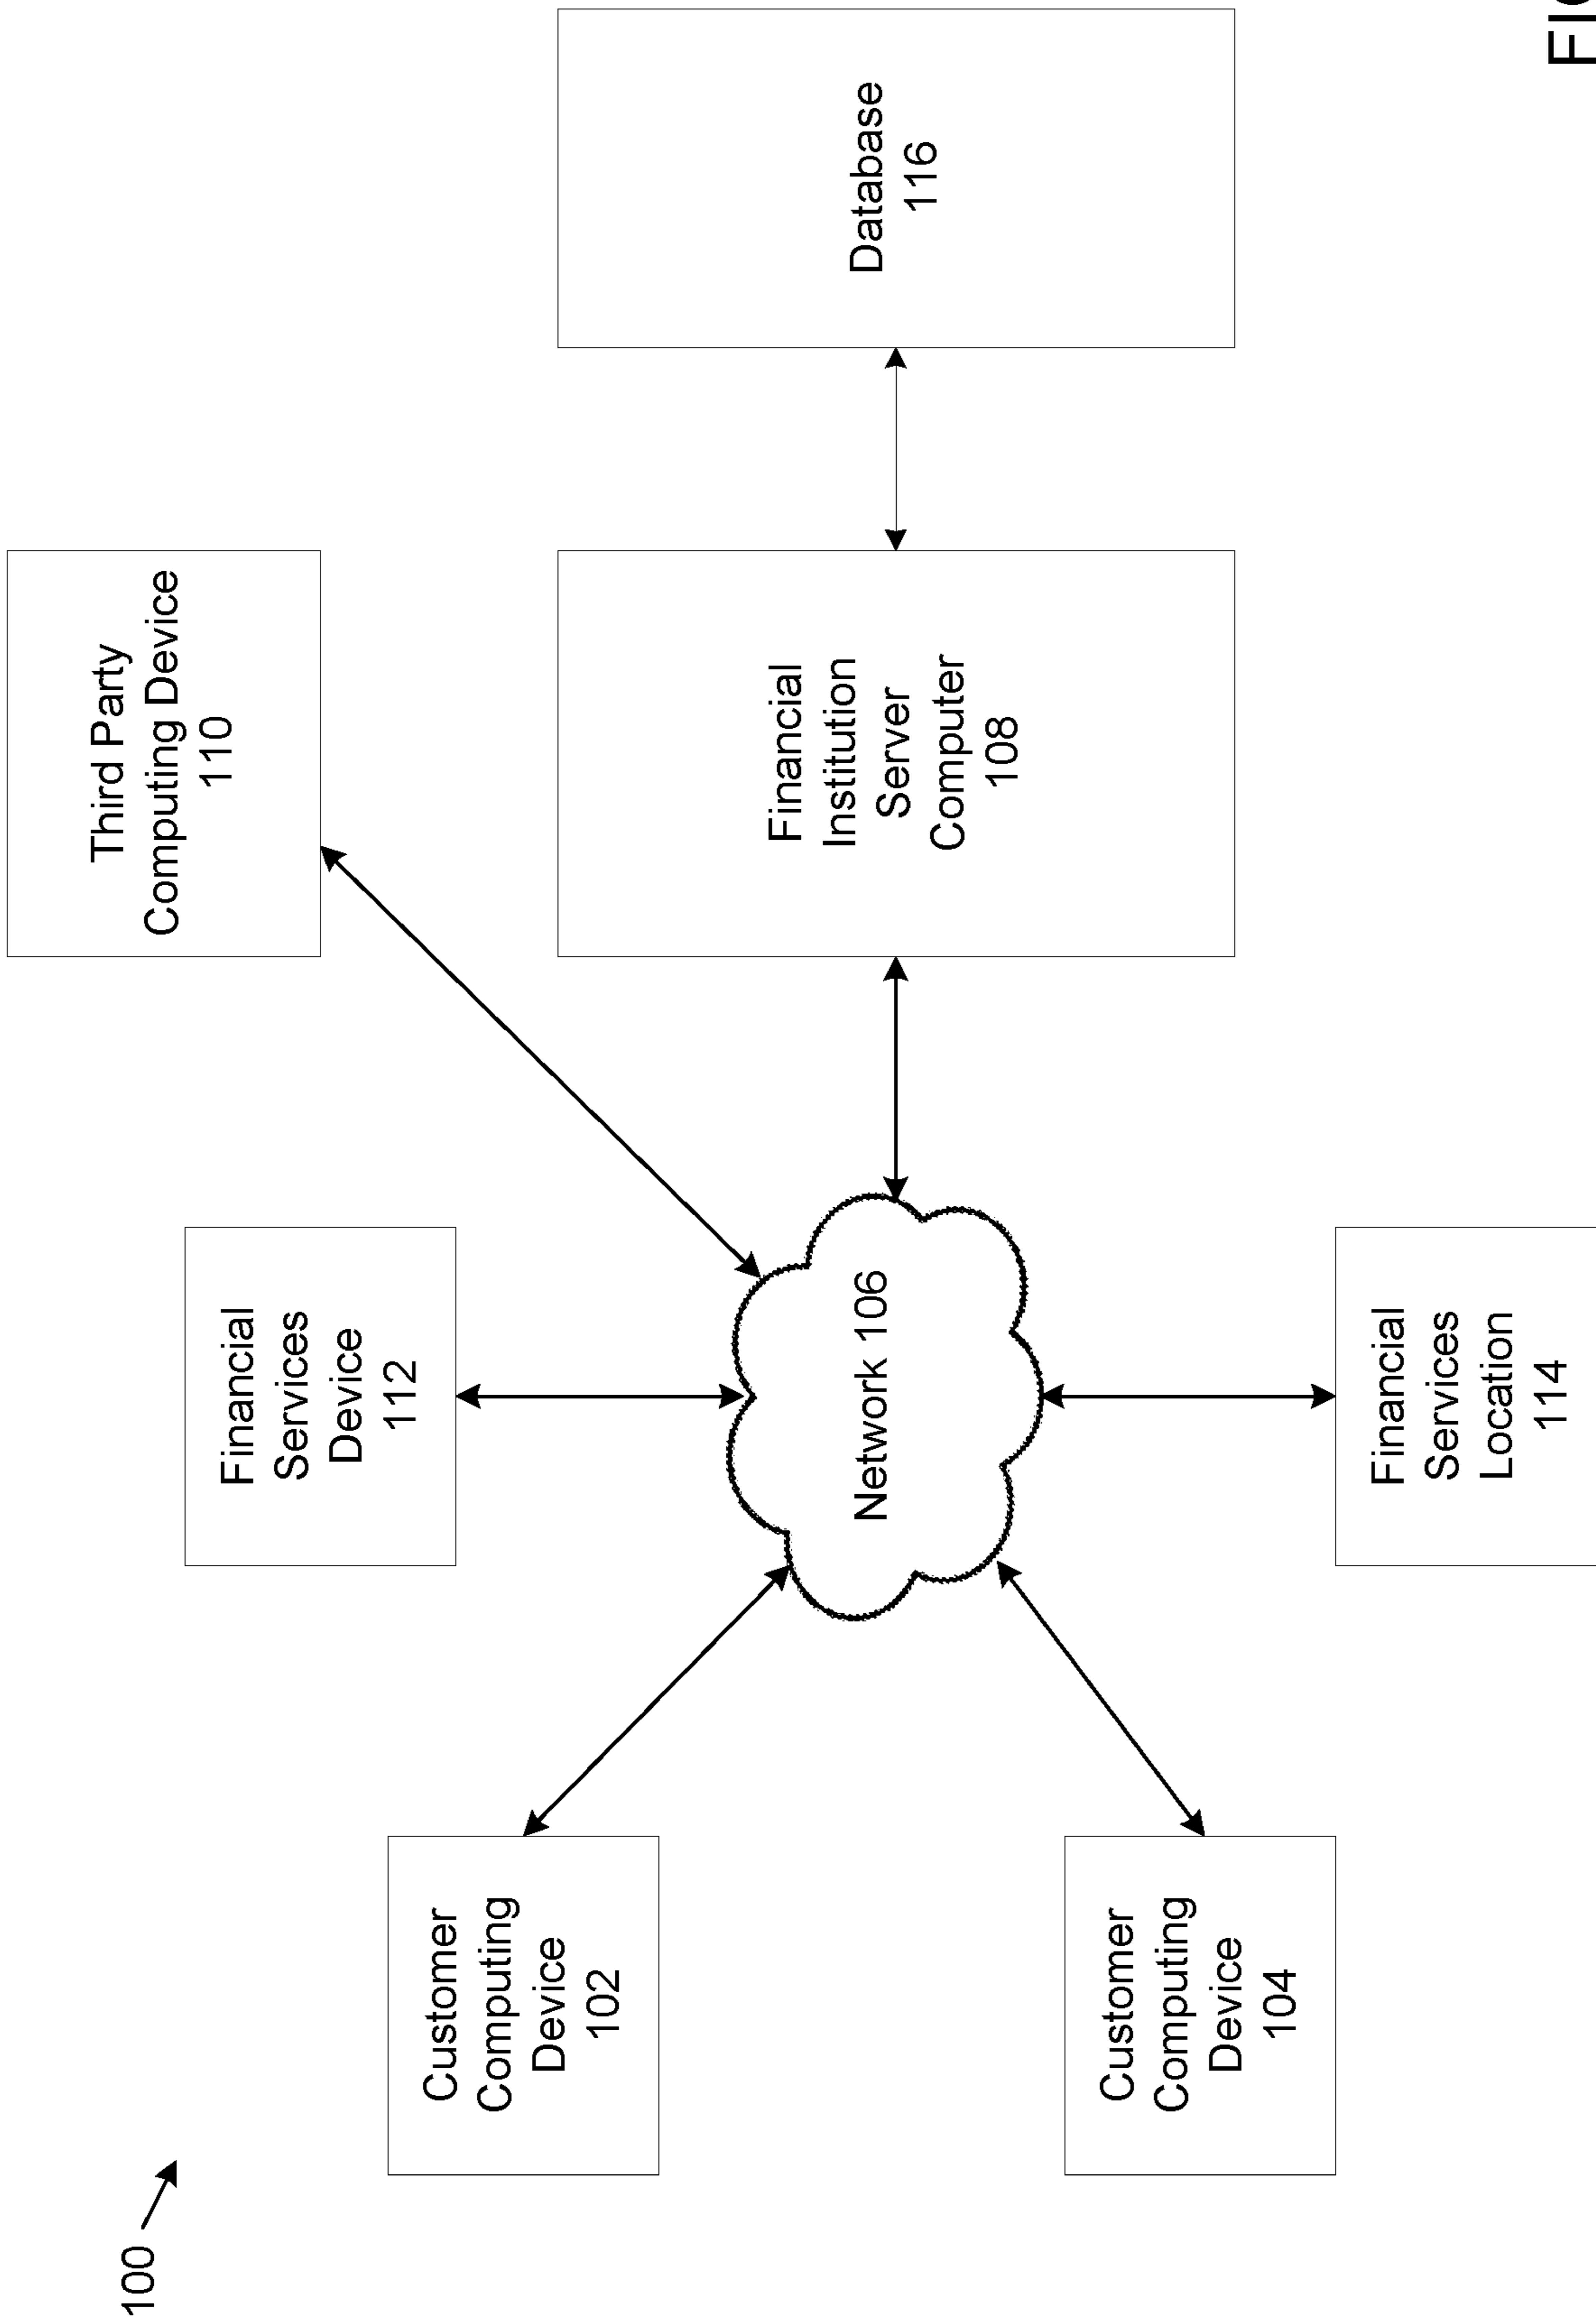 100
Third Party
Computing Device
110
Financial
Services
Device
112
Customer
Computing
Device
102
Network 106
Financial
Institution
Server
Computer
108
Database
116
Customer
Computing
Device
104
Financial
Services
Location
114